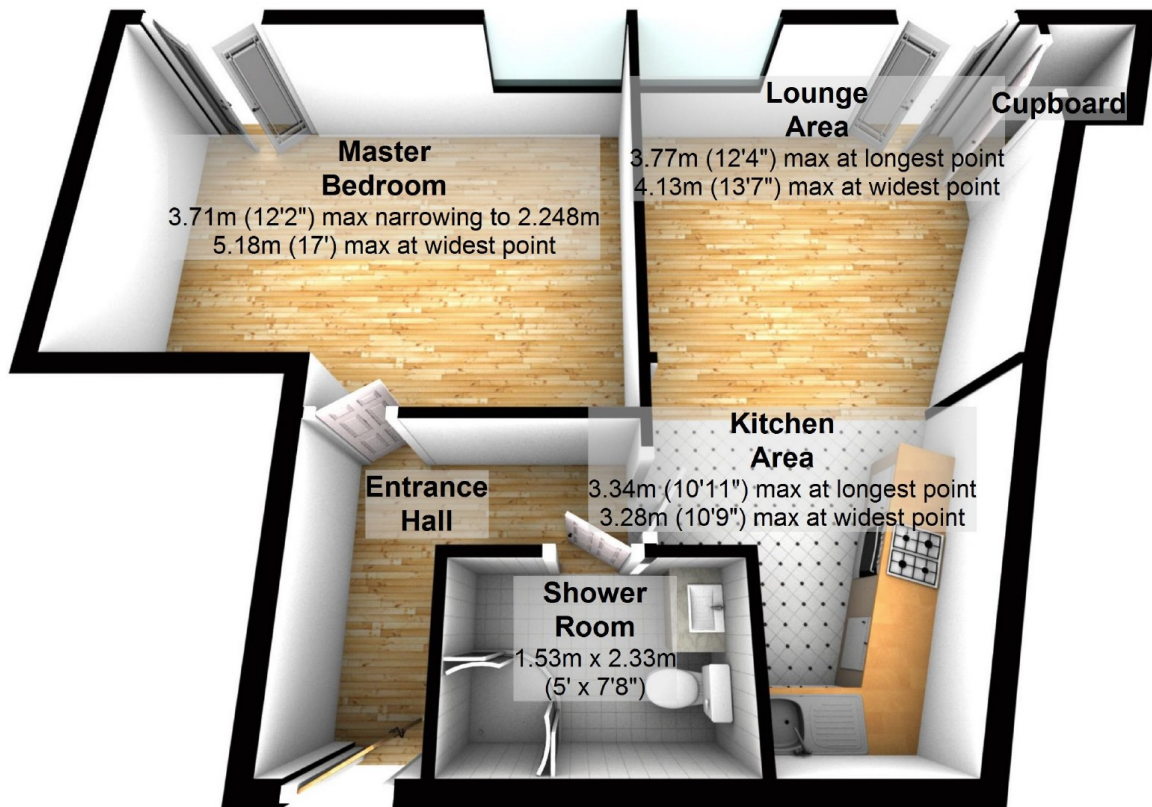 Master
Bedroom
3.71m (12'2") max narrowing to 2.248m
5.18m (17') max at widest point
Lounge
Area
3.77m (12'4") max at longest point
4.13m (13'7") max at widest point
Cupboard
Entrance
Hall
Kitchen
Area
3.34m (10'11") max at longest point
3.28m (10'9") max at widest point
Shower
Room
1.53m x 2.33m
(5' x 7'8")